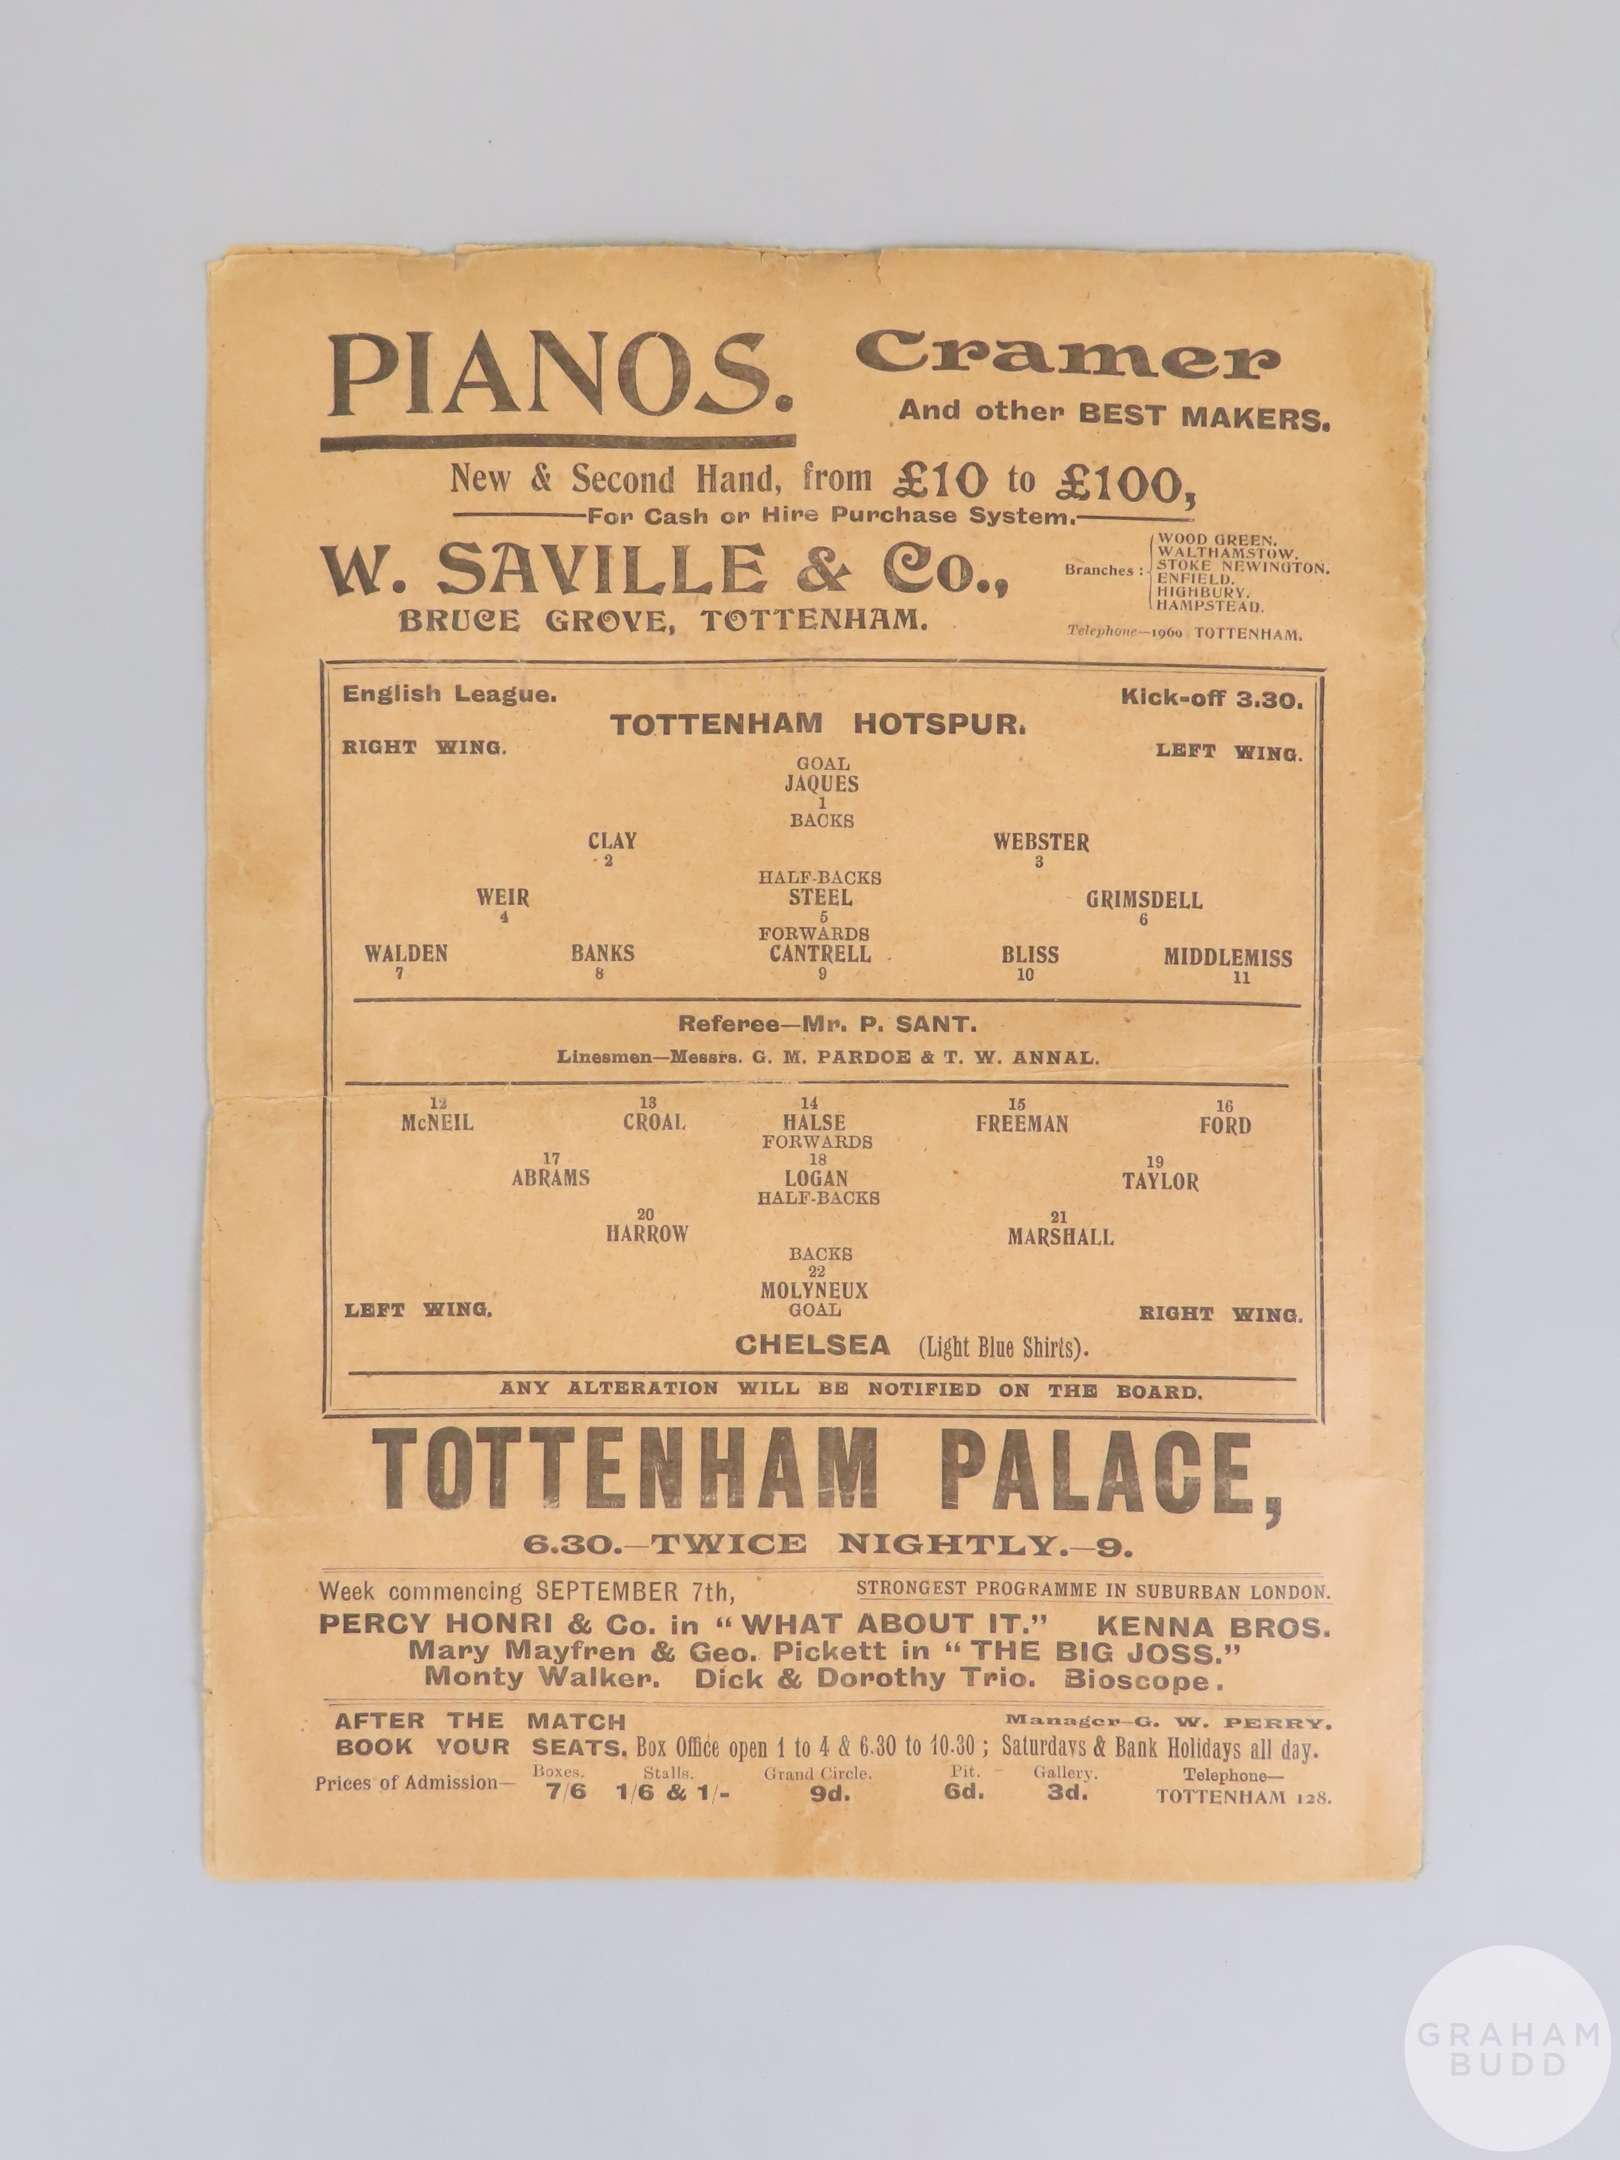 PIANOS. Cramer
And other BEST MAKERS.
New & Second Hand, from £10 to £100,
For Cash or Hire Purchase System.
W. SAVILLE & Co.,
BRUCE GROVE, TOTTENHAM.
Branches: WOOD GREEN.
WALTHAMSTOW.
STOKE NEWINGTON.
ENFIELD.
HIGHBURY.
HAMPSTEAD.
Telephone—1960 TOTTENHAM.
English League. Kick-off 3.30.
TOTTENHAM HOTSPUR.
RIGHT WING. LEFT WING.
GOAL
JAQUES
1
BACKS
CLAY WEBSTER
2 3
HALF-BACKS
WEIR STEEL GRIMSDELL
4 5 6
FORWARDS
WALDEN BANKS CANTRELL BLISS MIDDLEMISS
7 8 9 10 11
Referee—Mr. P. SANT.
Linesmen—Messrs. G. M. PARDOE & T. W. ANNAL.
12 13 14 15 16
McNEIL CROAL HALSE FREEMAN FORD
FORWARDS
17 18 19
ABRAMS LOGAN TAYLOR
HALF-BACKS
20 21
HARROW MARSHALL
BACKS
22
MOLYNEUX
LEFT WING. GOAL RIGHT WING.
CHELSEA (Light Blue Shirts).
ANY ALTERATION WILL BE NOTIFIED ON THE BOARD.
TOTTENHAM PALACE,
6.30.—TWICE NIGHTLY.—9.
Week commencing SEPTEMBER 7th, STRONGEST PROGRAMME IN SUBURBAN LONDON.
PERCY HONRI & Co. in "WHAT ABOUT IT." KENNA BROS.
Mary Mayfren & Geo. Pickett in "THE BIG JOSS."
Monty Walker. Dick & Dorothy Trio. Bioscope.
AFTER THE MATCH Manager—G. W. PERRY.
BOOK YOUR SEATS. Box Office open 1 to 4 & 6.30 to 10.30; Saturdays & Bank Holidays all day.
Prices of Admission— Boxes. Stalls. Grand Circle. Pit. Gallery. Telephone—
7/6 1/6 & 1/- 9d. 6d. 3d. TOTTENHAM 128.
GRAHAM
BUDD